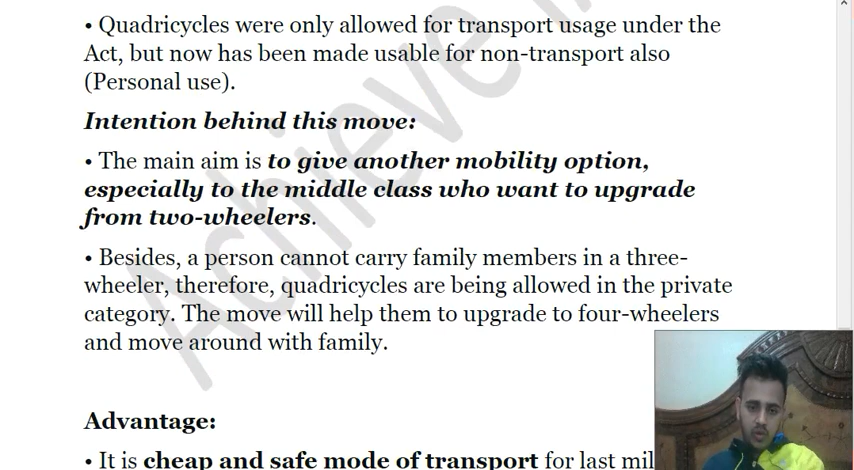 • Quadricycles were only allowed for transport usage under the
Act, but now has been made usable for non-transport also
(Personal use).
Intention behind this move:
• The main aim is to give another mobility option,
especially to the middle class who want to upgrade
from two-wheelers.
• Besides, a person cannot carry family members in a three-
wheeler, therefore, quadricycles are being allowed in the private
category. The move will help them to upgrade to four-wheelers
and move around with family.
Advantage:
• It is cheap and safe mode of transport for last
Achieve